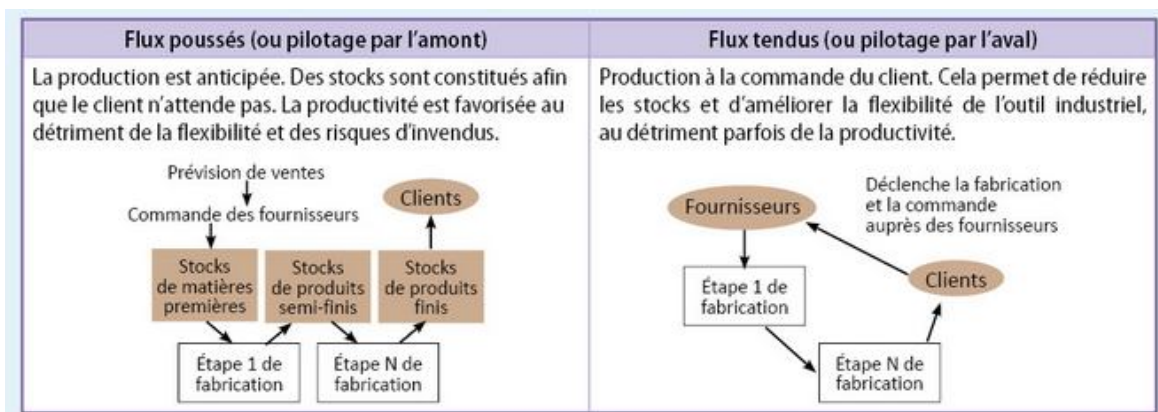 Flux poussés (ou pilotage par l'amont)
La production est anticipée. Des stocks sont constitués afin
que le client n'attende pas. La productivité est favorisée au
détriment de la flexibilité et des risques d'invendus.
Prévision de ventes
Commande des fournisseurs
Clients
Stocks
de matières
premières
Stocks
de produits
semi-finis
Stocks
de produits
finis
Étape 1 de
fabrication
Étape N de
fabrication
Flux tendus (ou pilotage par l'aval)
Production à la commande du client. Cela permet de réduire
les stocks et d'améliorer la flexibilité de l'outil industriel,
au détriment parfois de la productivité.
Fournisseurs
Déclenche la fabrication
et la commande
auprès des fournisseurs
Clients
Étape 1 de
fabrication
Étape N de
fabrication